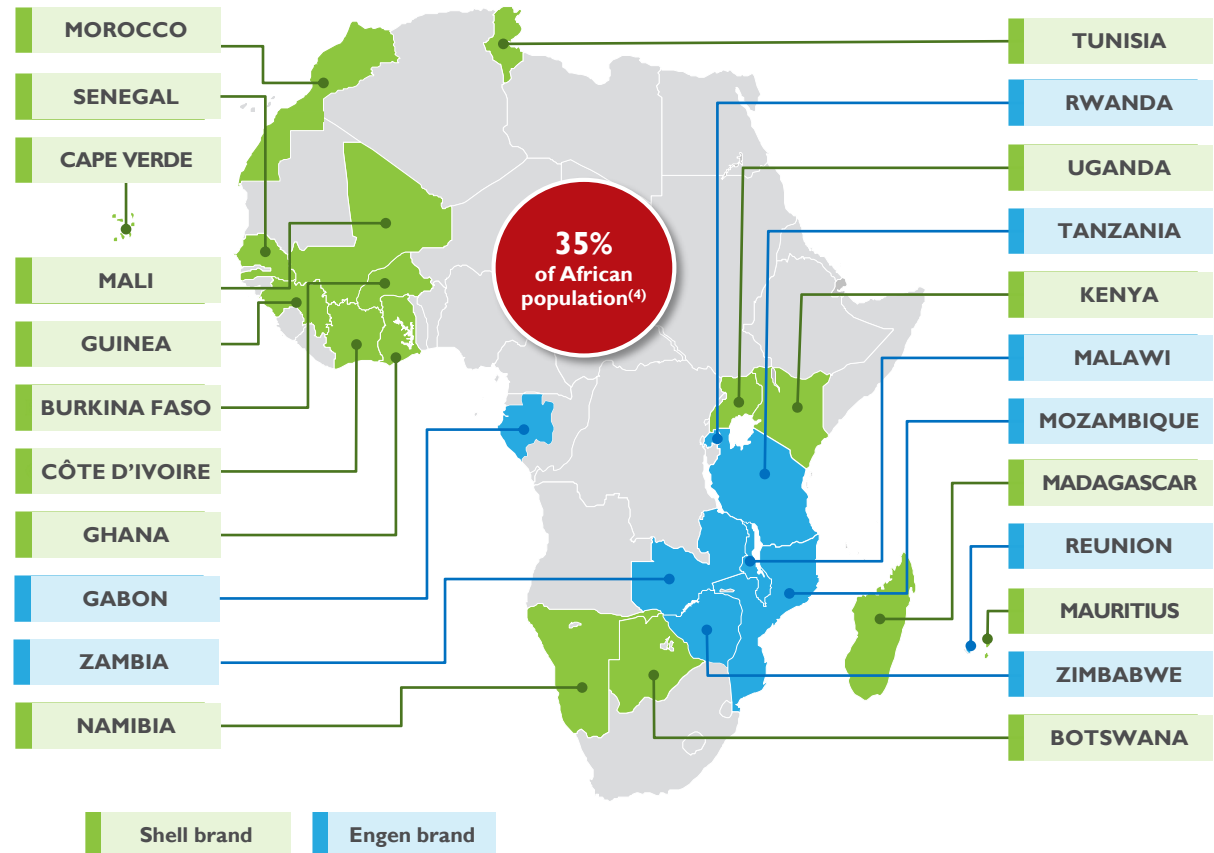 MOROCCO
SENEGAL
CAPE VERDE
MALI
GUINEA
BURKINA FASO
CÔTE D'IVOIRE
GHANA
GABON
ZAMBIA
NAMIBIA
35%
of African
population(4)
TUNISIA
RWANDA
UGANDA
TANZANIA
KENYA
MALAWI
MOZAMBIQUE
MADAGASCAR
REUNION
MAURITIUS
ZIMBABWE
BOTSWANA
Shell brand
Engen brand